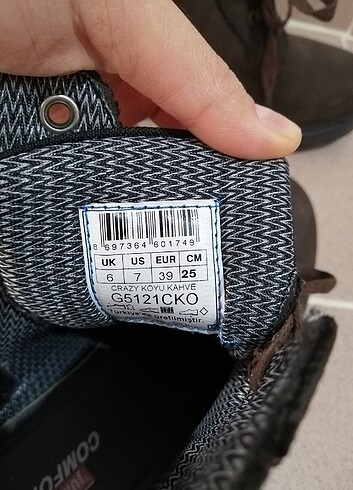 8 697364 601749
UK US EUR CM
6 7 39 25
CRAZY KOYU KAHVE
G5121CKO
Türkiye'de üretilmiştir.
COMFO